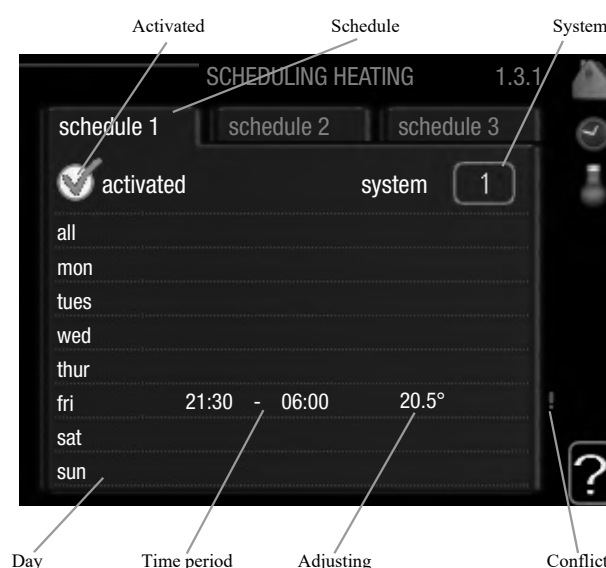 Activated Schedule System
SCHEDULING HEATING 1.3.1
schedule 1 schedule 2 schedule 3
activated system 1
all
mon
tues
wed
thur
fri 21:30 - 06:00 20.5° !
sat
sun
?
Day Time period Adjusting Conflict